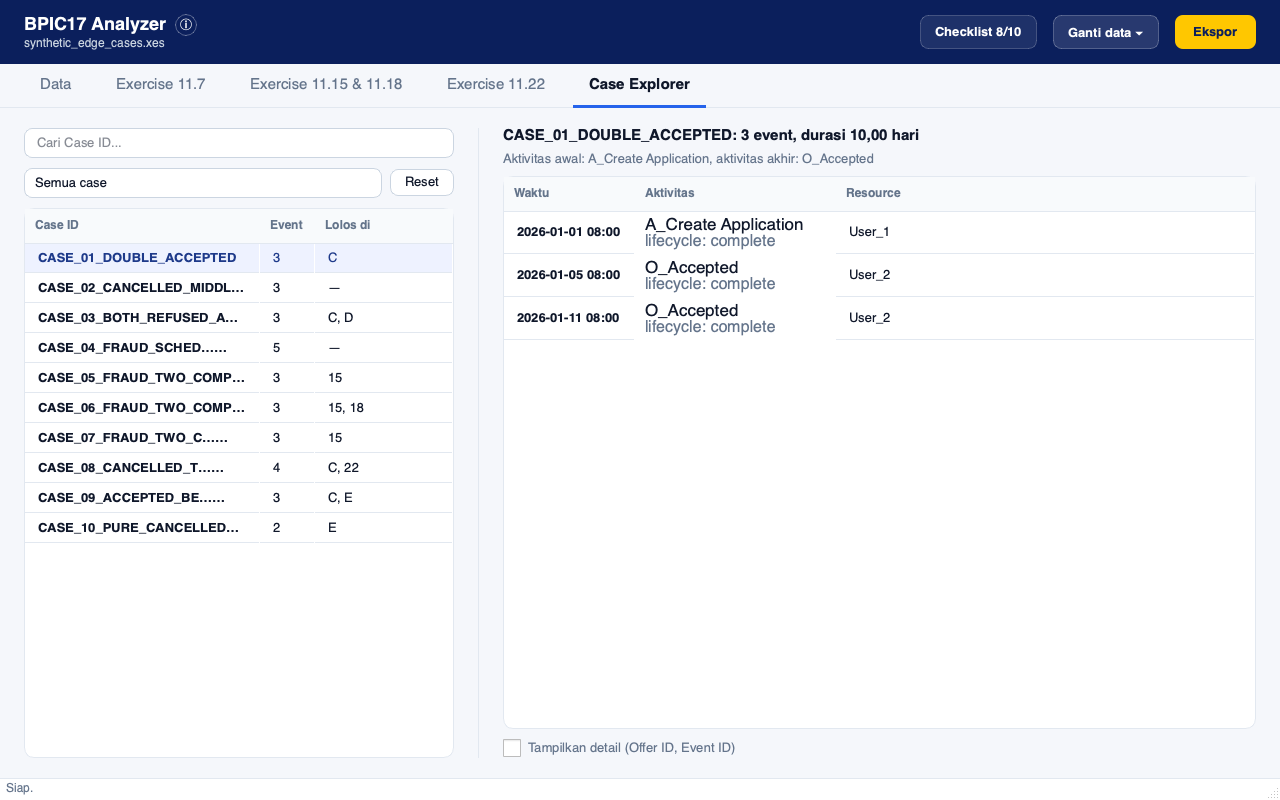 BPIC17 Analyzer ⓘ
synthetic_edge_cases.xes
Checklist 8/10
Ganti data
Ekspor
Data
Exercise 11.7
Exercise 11.15 & 11.18
Exercise 11.22
Case Explorer
Cari Case ID...
Semua case
Reset
Case ID Event Lolos di
CASE_01_DOUBLE_ACCEPTED 3 C
CASE_02_CANCELLED_MIDDL... 3 —
CASE_03_BOTH_REFUSED_A... 3 C, D
CASE_04_FRAUD_SCHED...... 5 —
CASE_05_FRAUD_TWO_COMP... 3 15
CASE_06_FRAUD_TWO_COMP... 3 15, 18
CASE_07_FRAUD_TWO_C...... 3 15
CASE_08_CANCELLED_T...... 4 C, 22
CASE_09_ACCEPTED_BE...... 3 C, E
CASE_10_PURE_CANCELLED... 2 E
CASE_01_DOUBLE_ACCEPTED: 3 event, durasi 10,00 hari
Aktivitas awal: A_Create Application, aktivitas akhir: O_Accepted
Waktu Aktivitas Resource
2026-01-01 08:00 A_Create Application User_1
lifecycle: complete
2026-01-05 08:00 O_Accepted User_2
lifecycle: complete
2026-01-11 08:00 O_Accepted User_2
lifecycle: complete
Tampilkan detail (Offer ID, Event ID)
Siap.